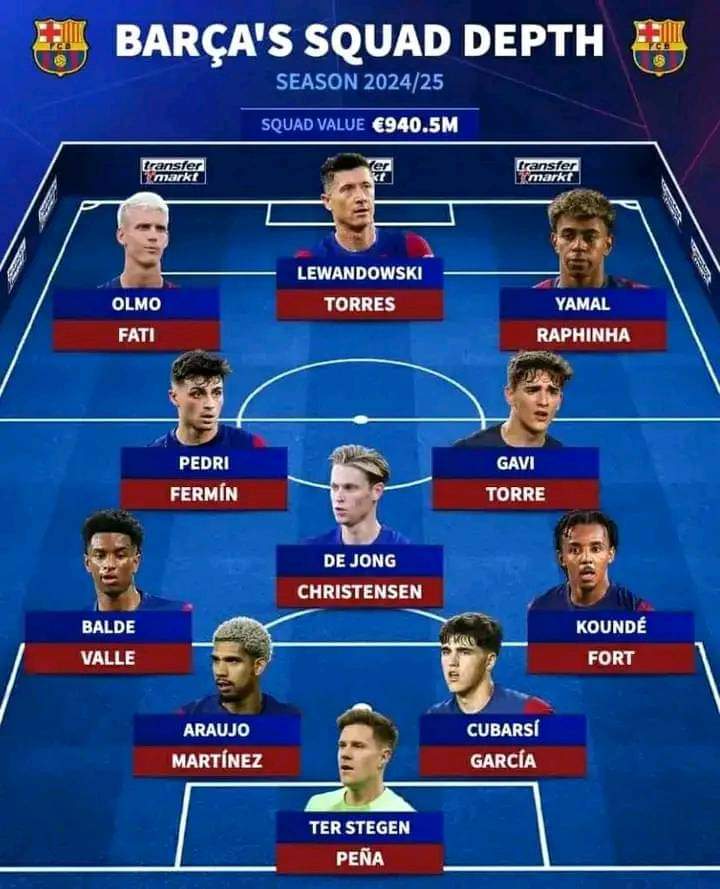 BARÇA'S SQUAD DEPTH
SEASON 2024/25
SQUAD VALUE €940.5M
transfer
markt
transfer
markt
LEWANDOWSKI
TORRES
OLMO
FATI
YAMAL
RAPHINHA
PEDRI
FERMÍN
GAVI
TORRE
DE JONG
CHRISTENSEN
BALDE
VALLE
KOUNDÉ
FORT
ARAUJO
MARTÍNEZ
CUBARSÍ
GARCÍA
TER STEGEN
PEÑA